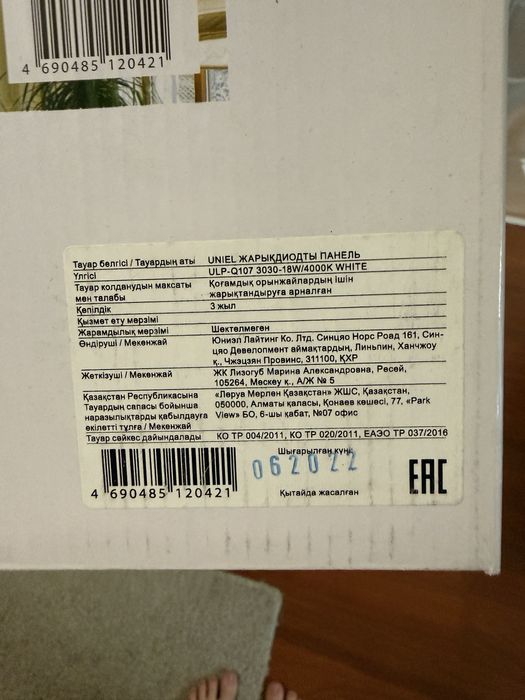 4 690485 120421
Тауар белгісі / Тауардың аты UNIEL ЖАРЫҚДИОДТЫ ПАНЕЛЬ
Үлгісі ULP-Q107 3030-18W/4000K WHITE
Тауар колданудын максаты Қоғамдық орынжайлардың ішін
мен талабы жарықтандыруға арналған
Кепілдік 3 жыл
Қызмет ету мерзімі
Жарамдылық мерзімі Шектелмеген
Өндіруші / Мекенжай Юниэл Лайтинг Ко. Лтд. Синцяо Норс Роад 161, Син-
цяо Девелопмент аймақтардың, Линьпин, Ханчжоу
қ., Чжэцзян Провинс, 311100, ҚХР
Жеткізуші / Мекенжай ЖК Лизогуб Марина Александровна, Ресей,
105264, Мәскеу қ., А/Ж № 5
Қазақстан Республикасына «Леруа Мерлен Қазақстан» ЖШС, Қазақстан,
Тауардың сапасы бойынша 050000, Алматы қаласы, Қонаев көшесі, 77, «Park
наразылықтарды қабылдауға View» БО, 6-шы қабат, №07 офис
өкілетті тұлға / Мекенжай
Тауар сәйкес дайындалады КО ТР 004/2011, КО ТР 020/2011, ЕАЭО ТР 037/2016
Шығарылған күні
062022
4 690485 120421
Қытайда жасалған
EAC